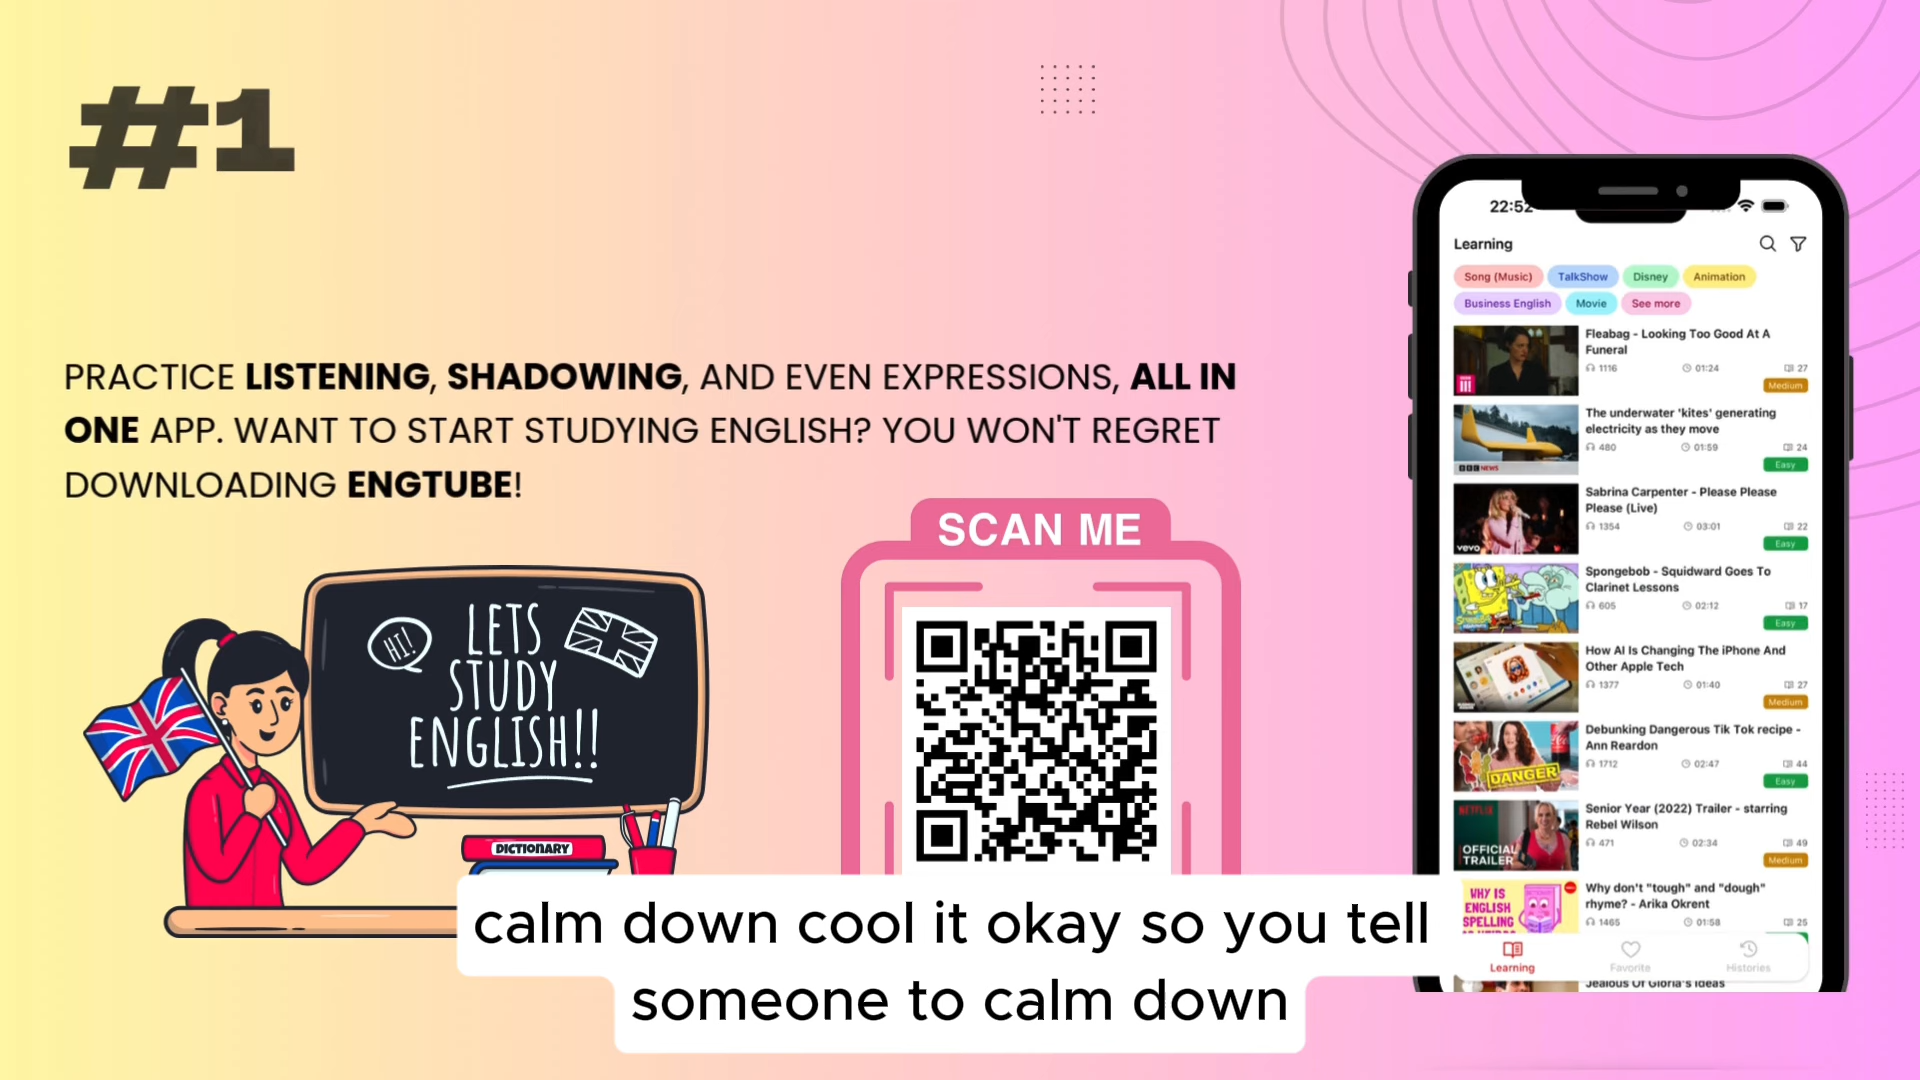 #1
PRACTICE LISTENING, SHADOWING, AND EVEN EXPRESSIONS, ALL IN
ONE APP. WANT TO START STUDYING ENGLISH? YOU WON'T REGRET
DOWNLOADING ENGTUBE!
HI!
LETS
STUDY
ENGLISH!!
DICTIONARY
SCAN ME
22:52
Learning
Song (Music) TalkShow Disney Animation
Business English Movie See more
Fleabag - Looking Too Good At A
Funeral
1116 01:24 27
Medium
The underwater 'kites' generating
electricity as they move
480 01:59 24
BBC NEWS
Easy
Sabrina Carpenter - Please Please
Please (Live)
1354 03:01 22
vevo
Easy
Spongebob - Squidward Goes To
Clarinet Lessons
605 02:12 17
Easy
How AI Is Changing The iPhone And
Other Apple Tech
1377 01:40 27
Medium
Debunking Dangerous Tik Tok recipe -
Ann Reardon
1712 02:47 44
DANGER
Easy
NETFLIX
Senior Year (2022) Trailer - starring
Rebel Wilson
471 02:34 49
OFFICIAL
TRAILER
Medium
WHY IS
ENGLISH
SPELLING
Why don't "tough" and "dough"
rhyme? - Arika Okrent
1465 01:58 25
Learning Favorite Histories
Jealous Of Gloria's Ideas
calm down cool it okay so you tell
someone to calm down